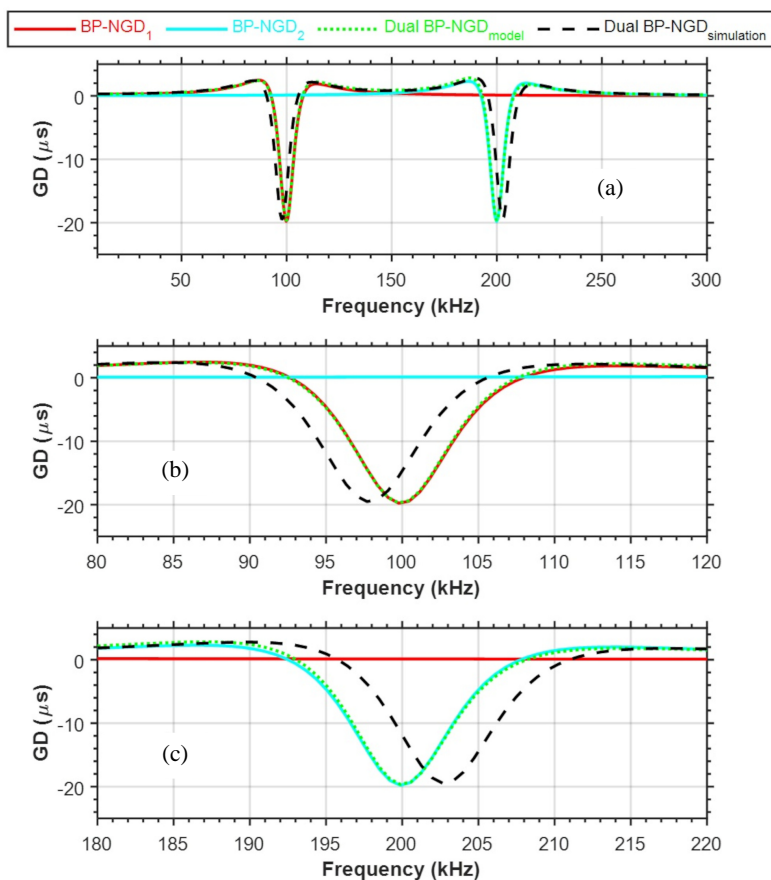 BP-NGD1 BP-NGD2 Dual BP-NGDmodel Dual BP-NGDsimulation
0
-10
-20
GD (μs)
(a)
50 100 150 200 250 300
Frequency (kHz)
0
-10
-20
GD (μs)
(b)
80 85 90 95 100 105 110 115 120
Frequency (kHz)
0
-10
-20
GD (μs)
(c)
180 185 190 195 200 205 210 215 220
Frequency (kHz)